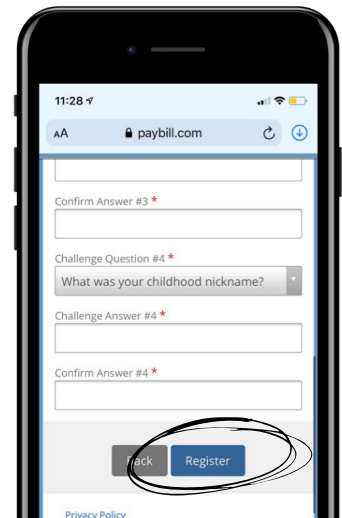 11:28
AA paybill.com
Confirm Answer #3 *
Challenge Question #4 *
What was your childhood nickname?
Challenge Answer #4 *
Confirm Answer #4 *
Back Register
Privacy Policy